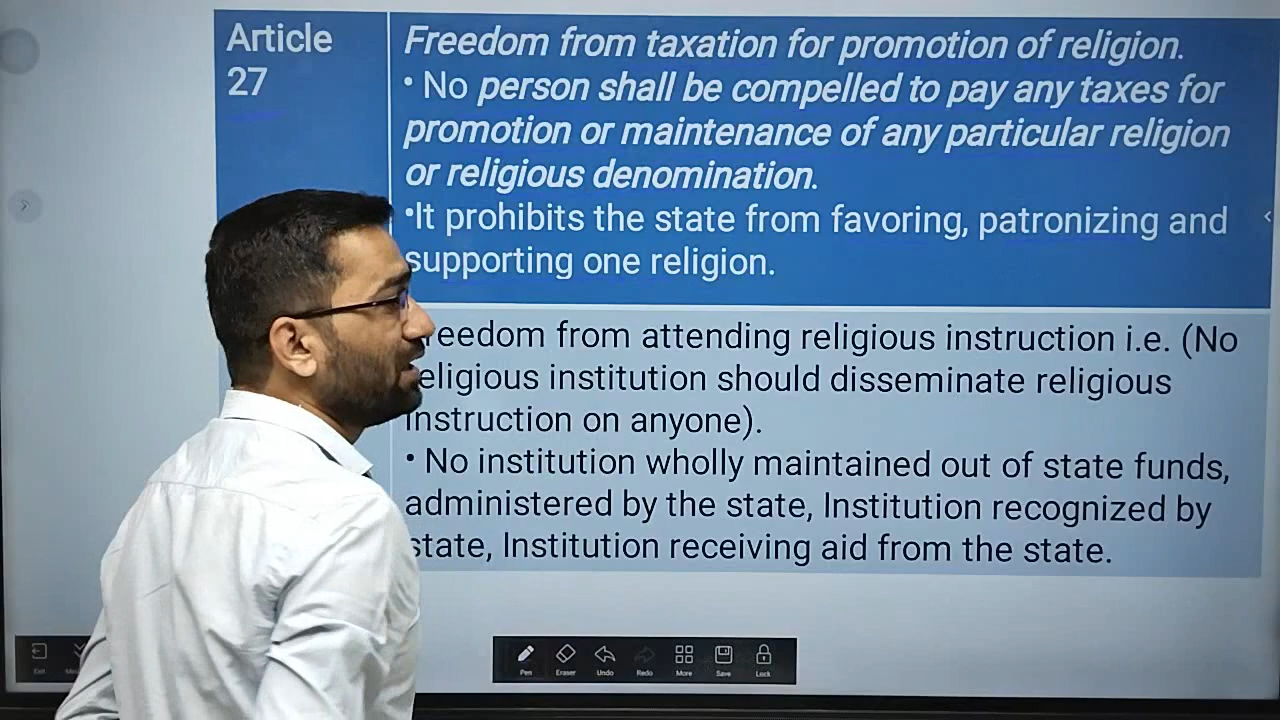 Article
27
Freedom from taxation for promotion of religion.
• No person shall be compelled to pay any taxes for
promotion or maintenance of any particular religion
or religious denomination.
•It prohibits the state from favoring, patronizing and
supporting one religion.
reedom from attending religious instruction i.e. (No
eligious institution should disseminate religious
instruction on anyone).
• No institution wholly maintained out of state funds,
administered by the state, Institution recognized by
state, Institution receiving aid from the state.
Exit
Pen Eraser Undo Redo More Save Lock